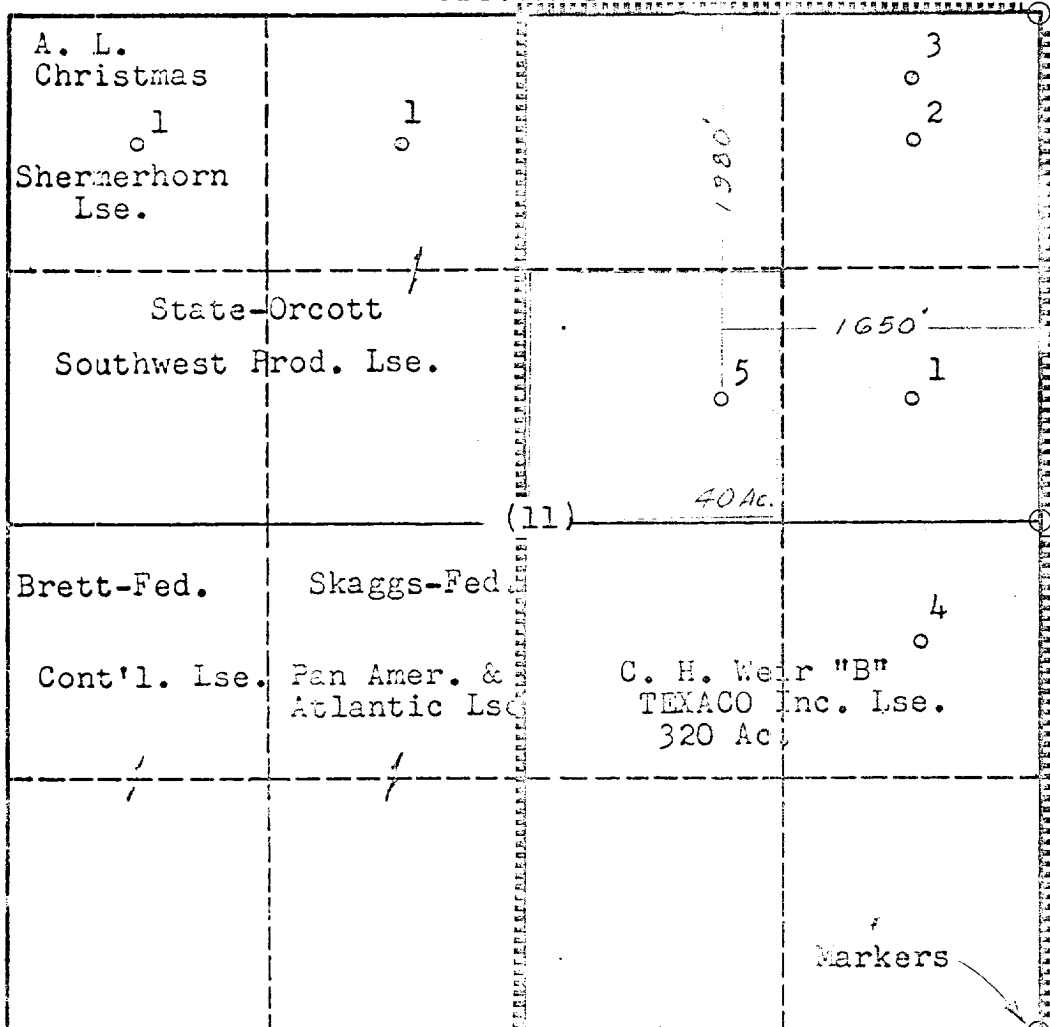 A. L.
Christmas
1
Shermerhorn
Lse.
1
3
2
1980'
State-Orcott
Southwest Prod. Lse.
1650'
5
1
40 Ac.
(11)
Brett-Fed.
Skaggs-Fed.
Cont'l. Lse.
Pan Amer. &
Atlantic Lse
4
C. H. Weir "B"
TEXACO Inc. Lse.
320 Ac.
Markers